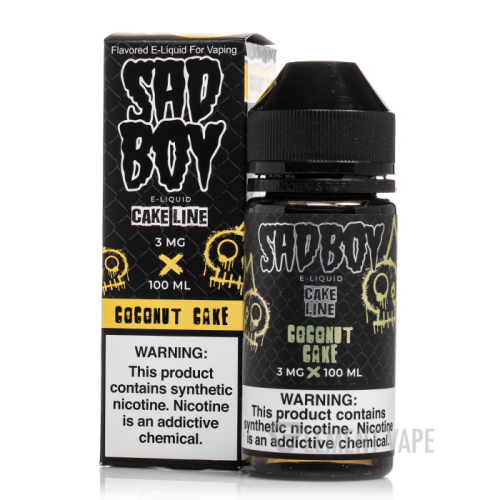 Flavored E-Liquid For Vaping
SAD
BOY
E-LIQUID
CAKE LINE
3 MG
X
100 ML
COCONUT CAKE
WARNING:
This product
contains synthetic
nicotine. Nicotine
is an addictive
chemical.
SADBOY
E-LIQUID
CAKE
LINE
COCONUT
CAKE
3 MG X 100 ML
WARNING:
This product contains
synthetic nicotine. Nicotine
is an addictive chemical.
ELEMENT VAPE